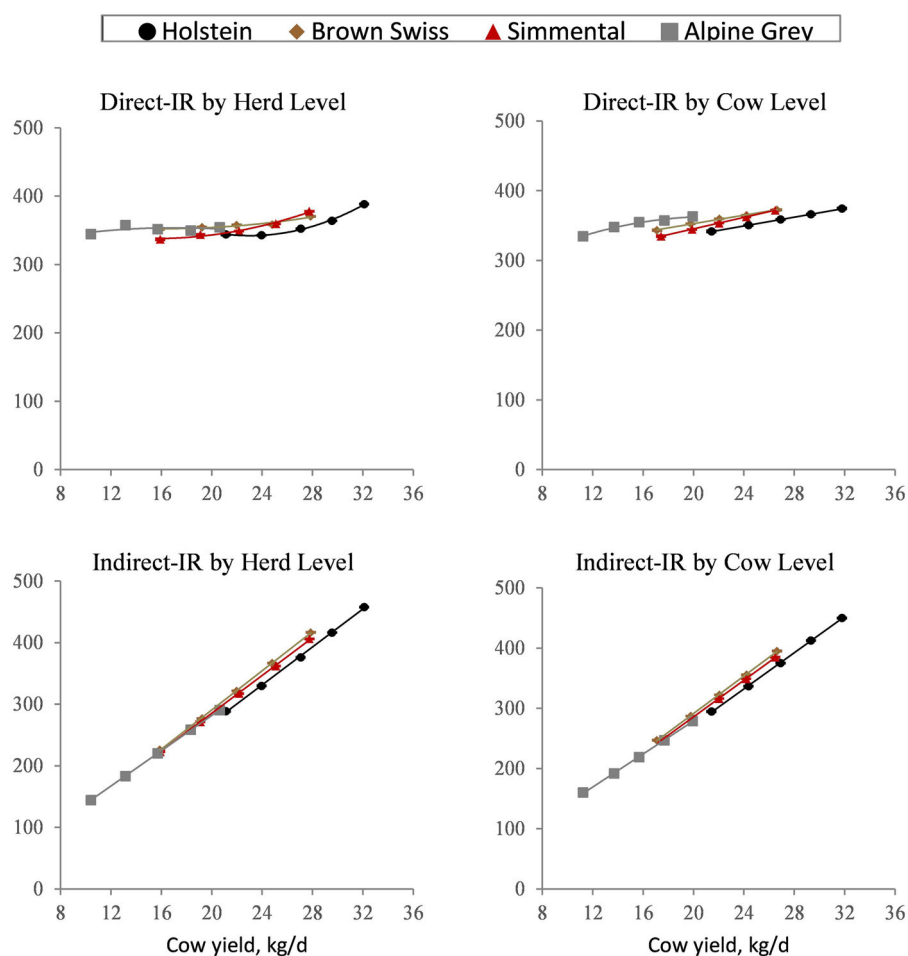 Holstein Brown Swiss Simmental Alpine Grey
Direct-IR by Herd Level
500
400
300
200
100
0
8 12 16 20 24 28 32 36
Direct-IR by Cow Level
500
400
300
200
100
0
8 12 16 20 24 28 32 36
Indirect-IR by Herd Level
500
400
300
200
100
0
8 12 16 20 24 28 32 36
Cow yield, kg/d
Indirect-IR by Cow Level
500
400
300
200
100
0
8 12 16 20 24 28 32 36
Cow yield, kg/d